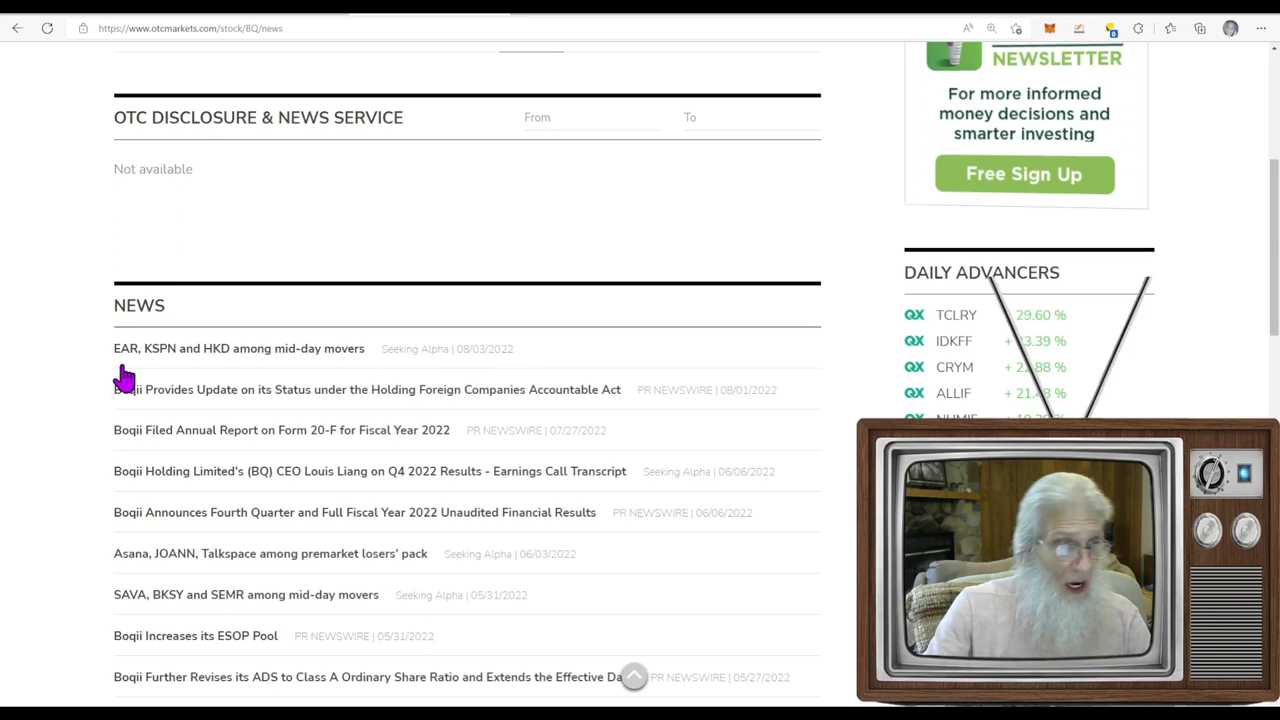 https://www.otcmarkets.com/stock/BQ/news
OTC DISCLOSURE & NEWS SERVICE
From
To
Not available
NEWS
EAR, KSPN and HKD among mid-day movers Seeking Alpha | 08/03/2022
Boqii Provides Update on its Status under the Holding Foreign Companies Accountable Act PR NEWSWIRE | 08/01/2022
Boqii Filed Annual Report on Form 20-F for Fiscal Year 2022 PR NEWSWIRE | 07/27/2022
Boqii Holding Limited's (BQ) CEO Louis Liang on Q4 2022 Results - Earnings Call Transcript Seeking Alpha | 06/06/2022
Boqii Announces Fourth Quarter and Full Fiscal Year 2022 Unaudited Financial Results PR NEWSWIRE | 06/06/2022
Asana, JOANN, Talkspace among premarket losers' pack Seeking Alpha | 06/03/2022
SAVA, BKSY and SEMR among mid-day movers Seeking Alpha | 05/31/2022
Boqii Increases its ESOP Pool PR NEWSWIRE | 05/31/2022
Boqii Further Revises its ADS to Class A Ordinary Share Ratio and Extends the Effective PR NEWSWIRE | 05/27/2022
NEWSLETTER
For more informed
money decisions and
smarter investing
Free Sign Up
DAILY ADVANCERS
QX TCLRY 29.60 %
QX IDKFF
QX CRYM
QX ALLIF